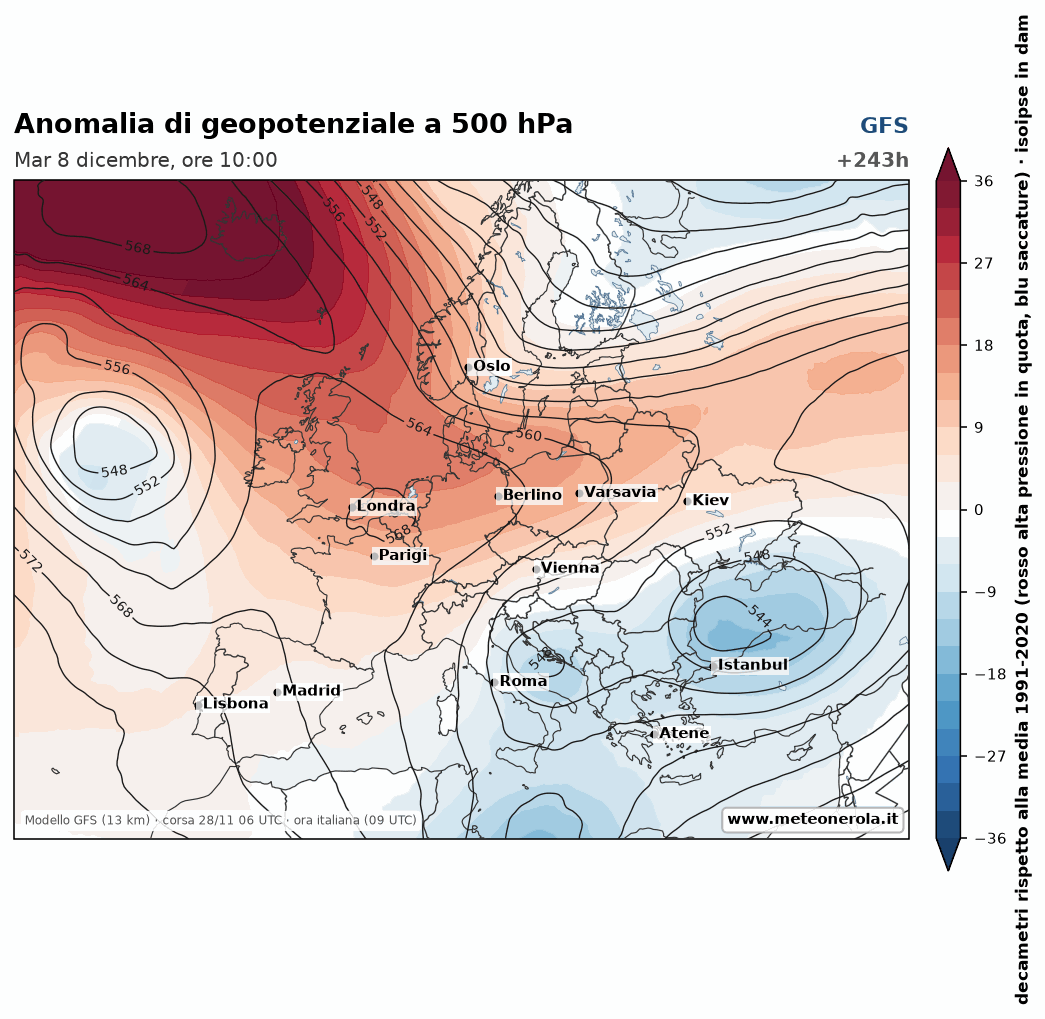 Anomalia di geopotenziale a 500 hPa
GFS
Mar 8 dicembre, ore 10:00
+243h
568
564
556
548
552
556
548
552
572
568
564
560
568
552
548
544
Oslo
Londra
Berlino
Varsavia
Kiev
Parigi
Vienna
Roma
Istanbul
Madrid
Lisbona
Atene
Modello GFS (13 km) · corsa 28/11 06 UTC · ora italiana (09 UTC)
www.meteonerola.it
36
27
18
9
0
−9
−18
−27
−36
decametri rispetto alla media 1991-2020 (rosso alta pressione in quota, blu saccature) · isoipse in dam